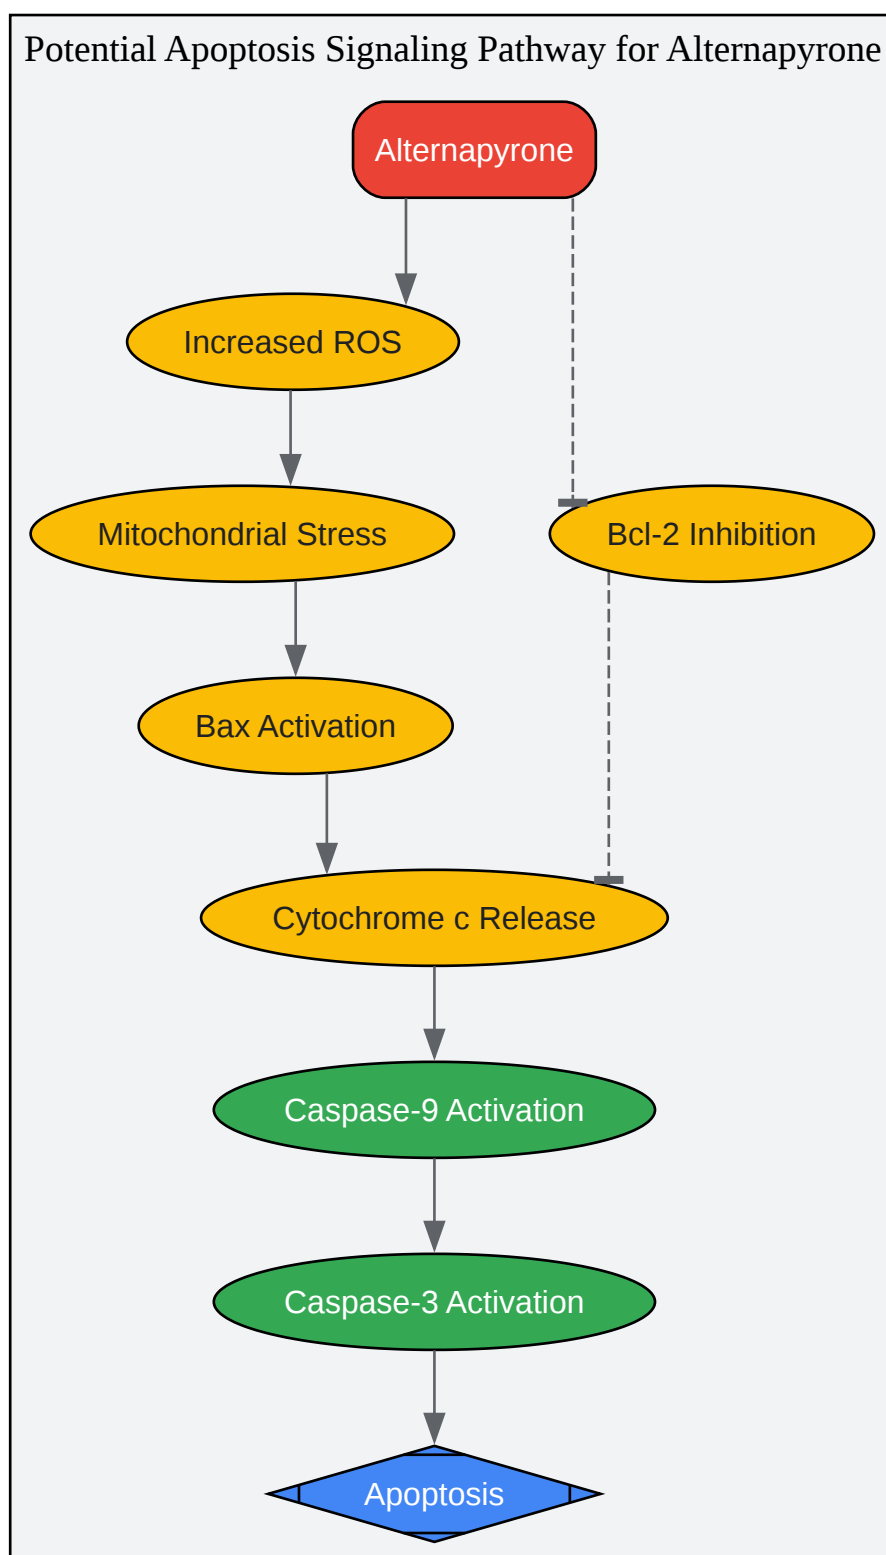 Potential Apoptosis Signaling Pathway for Alternapyrone
Alternapyrone
Increased ROS
Mitochondrial Stress
Bcl-2 Inhibition
Bax Activation
Cytochrome c Release
Caspase-9 Activation
Caspase-3 Activation
Apoptosis